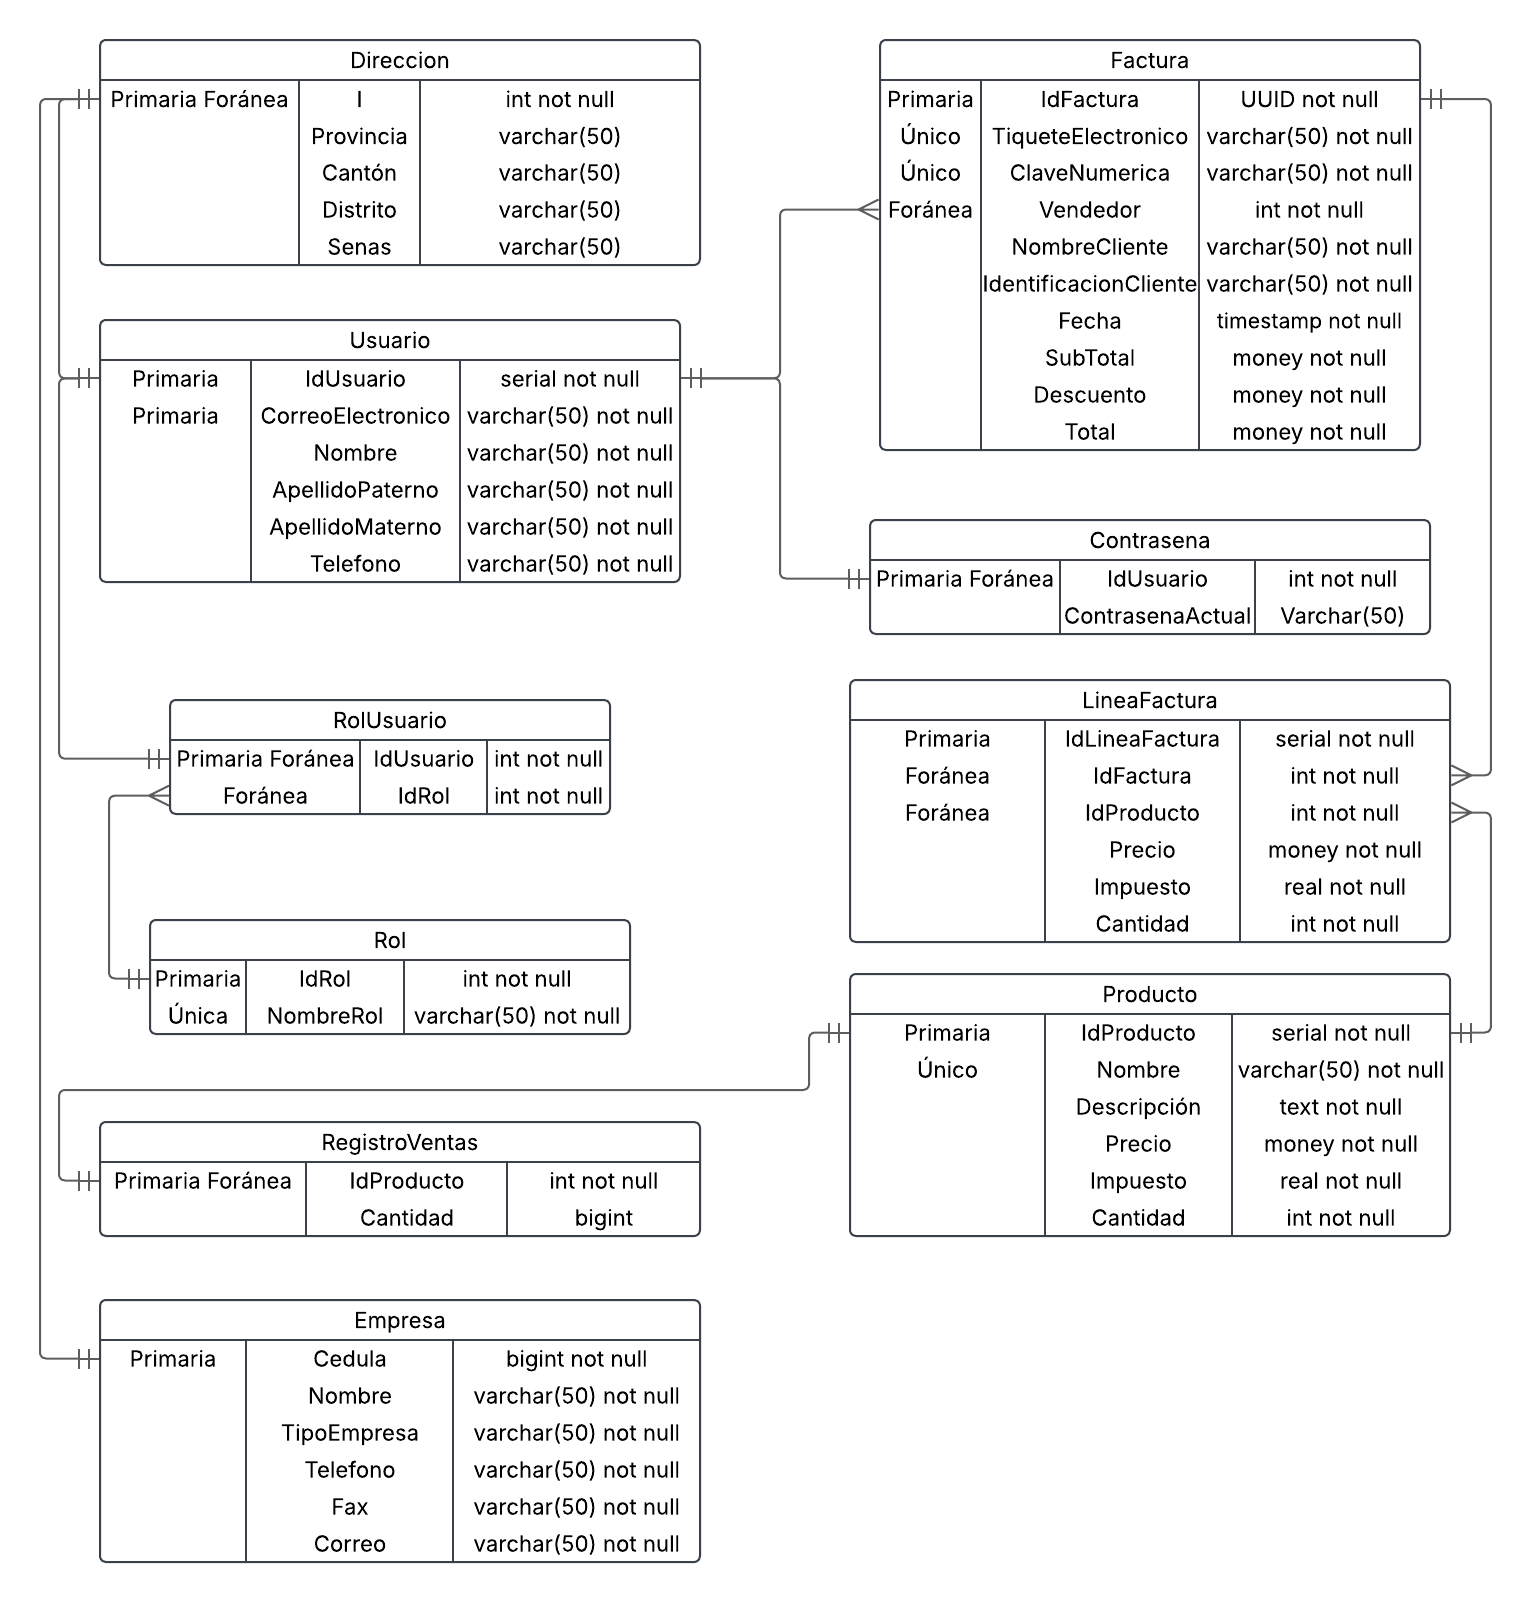 Direccion
Primaria Foránea I int not null
Provincia varchar(50)
Cantón varchar(50)
Distrito varchar(50)
Senas varchar(50)
Usuario
Primaria IdUsuario serial not null
Primaria CorreoElectronico varchar(50) not null
Nombre varchar(50) not null
ApellidoPaterno varchar(50) not null
ApellidoMaterno varchar(50) not null
Telefono varchar(50) not null
RolUsuario
Primaria Foránea IdUsuario int not null
Foránea IdRol int not null
Rol
Primaria IdRol int not null
Única NombreRol varchar(50) not null
RegistroVentas
Primaria Foránea IdProducto int not null
Cantidad bigint
Empresa
Primaria Cedula bigint not null
Nombre varchar(50) not null
TipoEmpresa varchar(50) not null
Telefono varchar(50) not null
Fax varchar(50) not null
Correo varchar(50) not null
Factura
Primaria IdFactura UUID not null
Único TiqueteElectronico varchar(50) not null
Único ClaveNumerica varchar(50) not null
Foránea Vendedor int not null
NombreCliente varchar(50) not null
IdentificacionCliente varchar(50) not null
Fecha timestamp not null
SubTotal money not null
Descuento money not null
Total money not null
Contrasena
Primaria Foránea IdUsuario int not null
ContrasenaActual Varchar(50)
LineaFactura
Primaria IdLineaFactura serial not null
Foránea IdFactura int not null
Foránea IdProducto int not null
Precio money not null
Impuesto real not null
Cantidad int not null
Producto
Primaria IdProducto serial not null
Único Nombre varchar(50) not null
Descripción text not null
Precio money not null
Impuesto real not null
Cantidad int not null